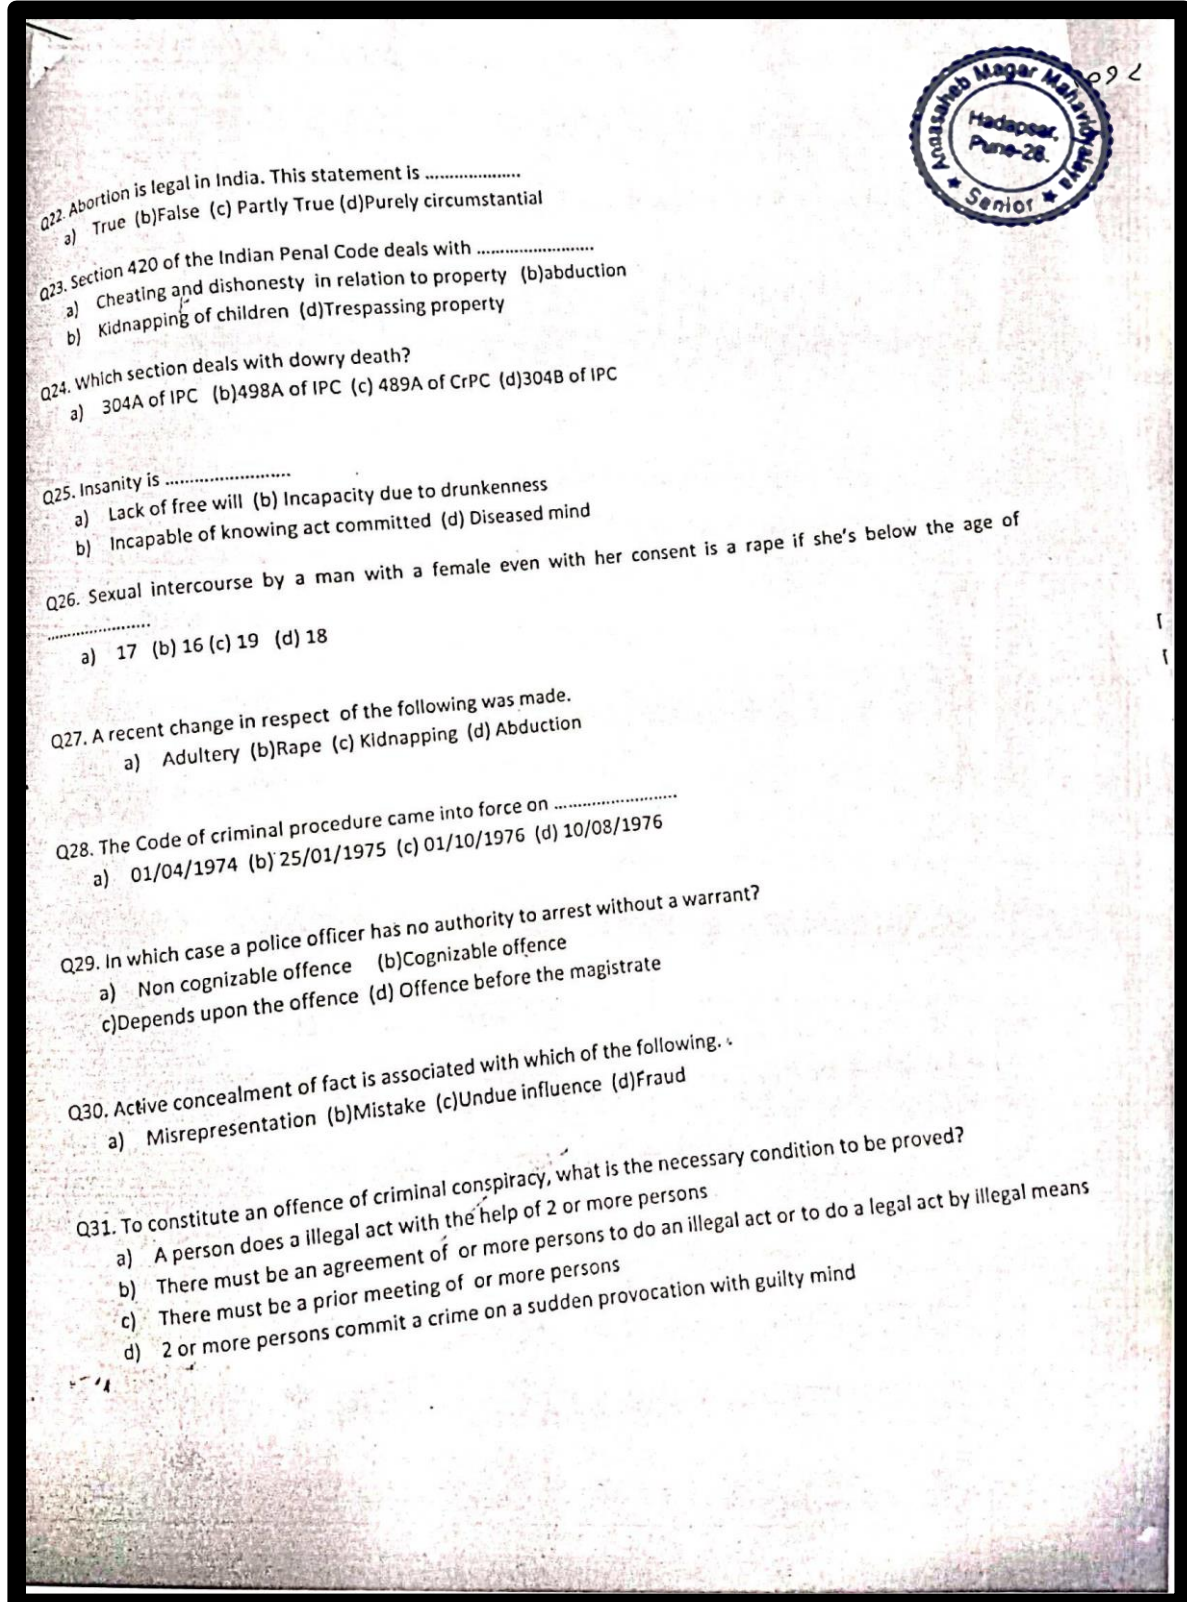 092
Annasaheb Magar Mahavidyalaya
Hadapsar,
Pune-28.
Senior
Q22. Abortion is legal in India. This statement is ....................
a) True (b)False (c) Partly True (d)Purely circumstantial
Q23. Section 420 of the Indian Penal Code deals with .........................
a) Cheating and dishonesty in relation to property (b)abduction
b) Kidnapping of children (d)Trespassing property
Q24. Which section deals with dowry death?
a) 304A of IPC (b)498A of IPC (c) 489A of CrPC (d)304B of IPC
Q25. Insanity is ..........................
a) Lack of free will (b) Incapacity due to drunkenness
b) Incapable of knowing act committed (d) Diseased mind
Q26. Sexual intercourse by a man with a female even with her consent is a rape if she's below the age of
......................
a) 17 (b) 16 (c) 19 (d) 18
Q27. A recent change in respect of the following was made.
a) Adultery (b)Rape (c) Kidnapping (d) Abduction
Q28. The Code of criminal procedure came into force on ..........................
a) 01/04/1974 (b) 25/01/1975 (c) 01/10/1976 (d) 10/08/1976
Q29. In which case a police officer has no authority to arrest without a warrant?
a) Non cognizable offence (b)Cognizable offence
c)Depends upon the offence (d) Offence before the magistrate
Q30. Active concealment of fact is associated with which of the following.
a) Misrepresentation (b)Mistake (c)Undue influence (d)Fraud
Q31. To constitute an offence of criminal conspiracy, what is the necessary condition to be proved?
a) A person does a illegal act with the help of 2 or more persons
b) There must be an agreement of or more persons to do an illegal act or to do a legal act by illegal means
c) There must be a prior meeting of or more persons
d) 2 or more persons commit a crime on a sudden provocation with guilty mind